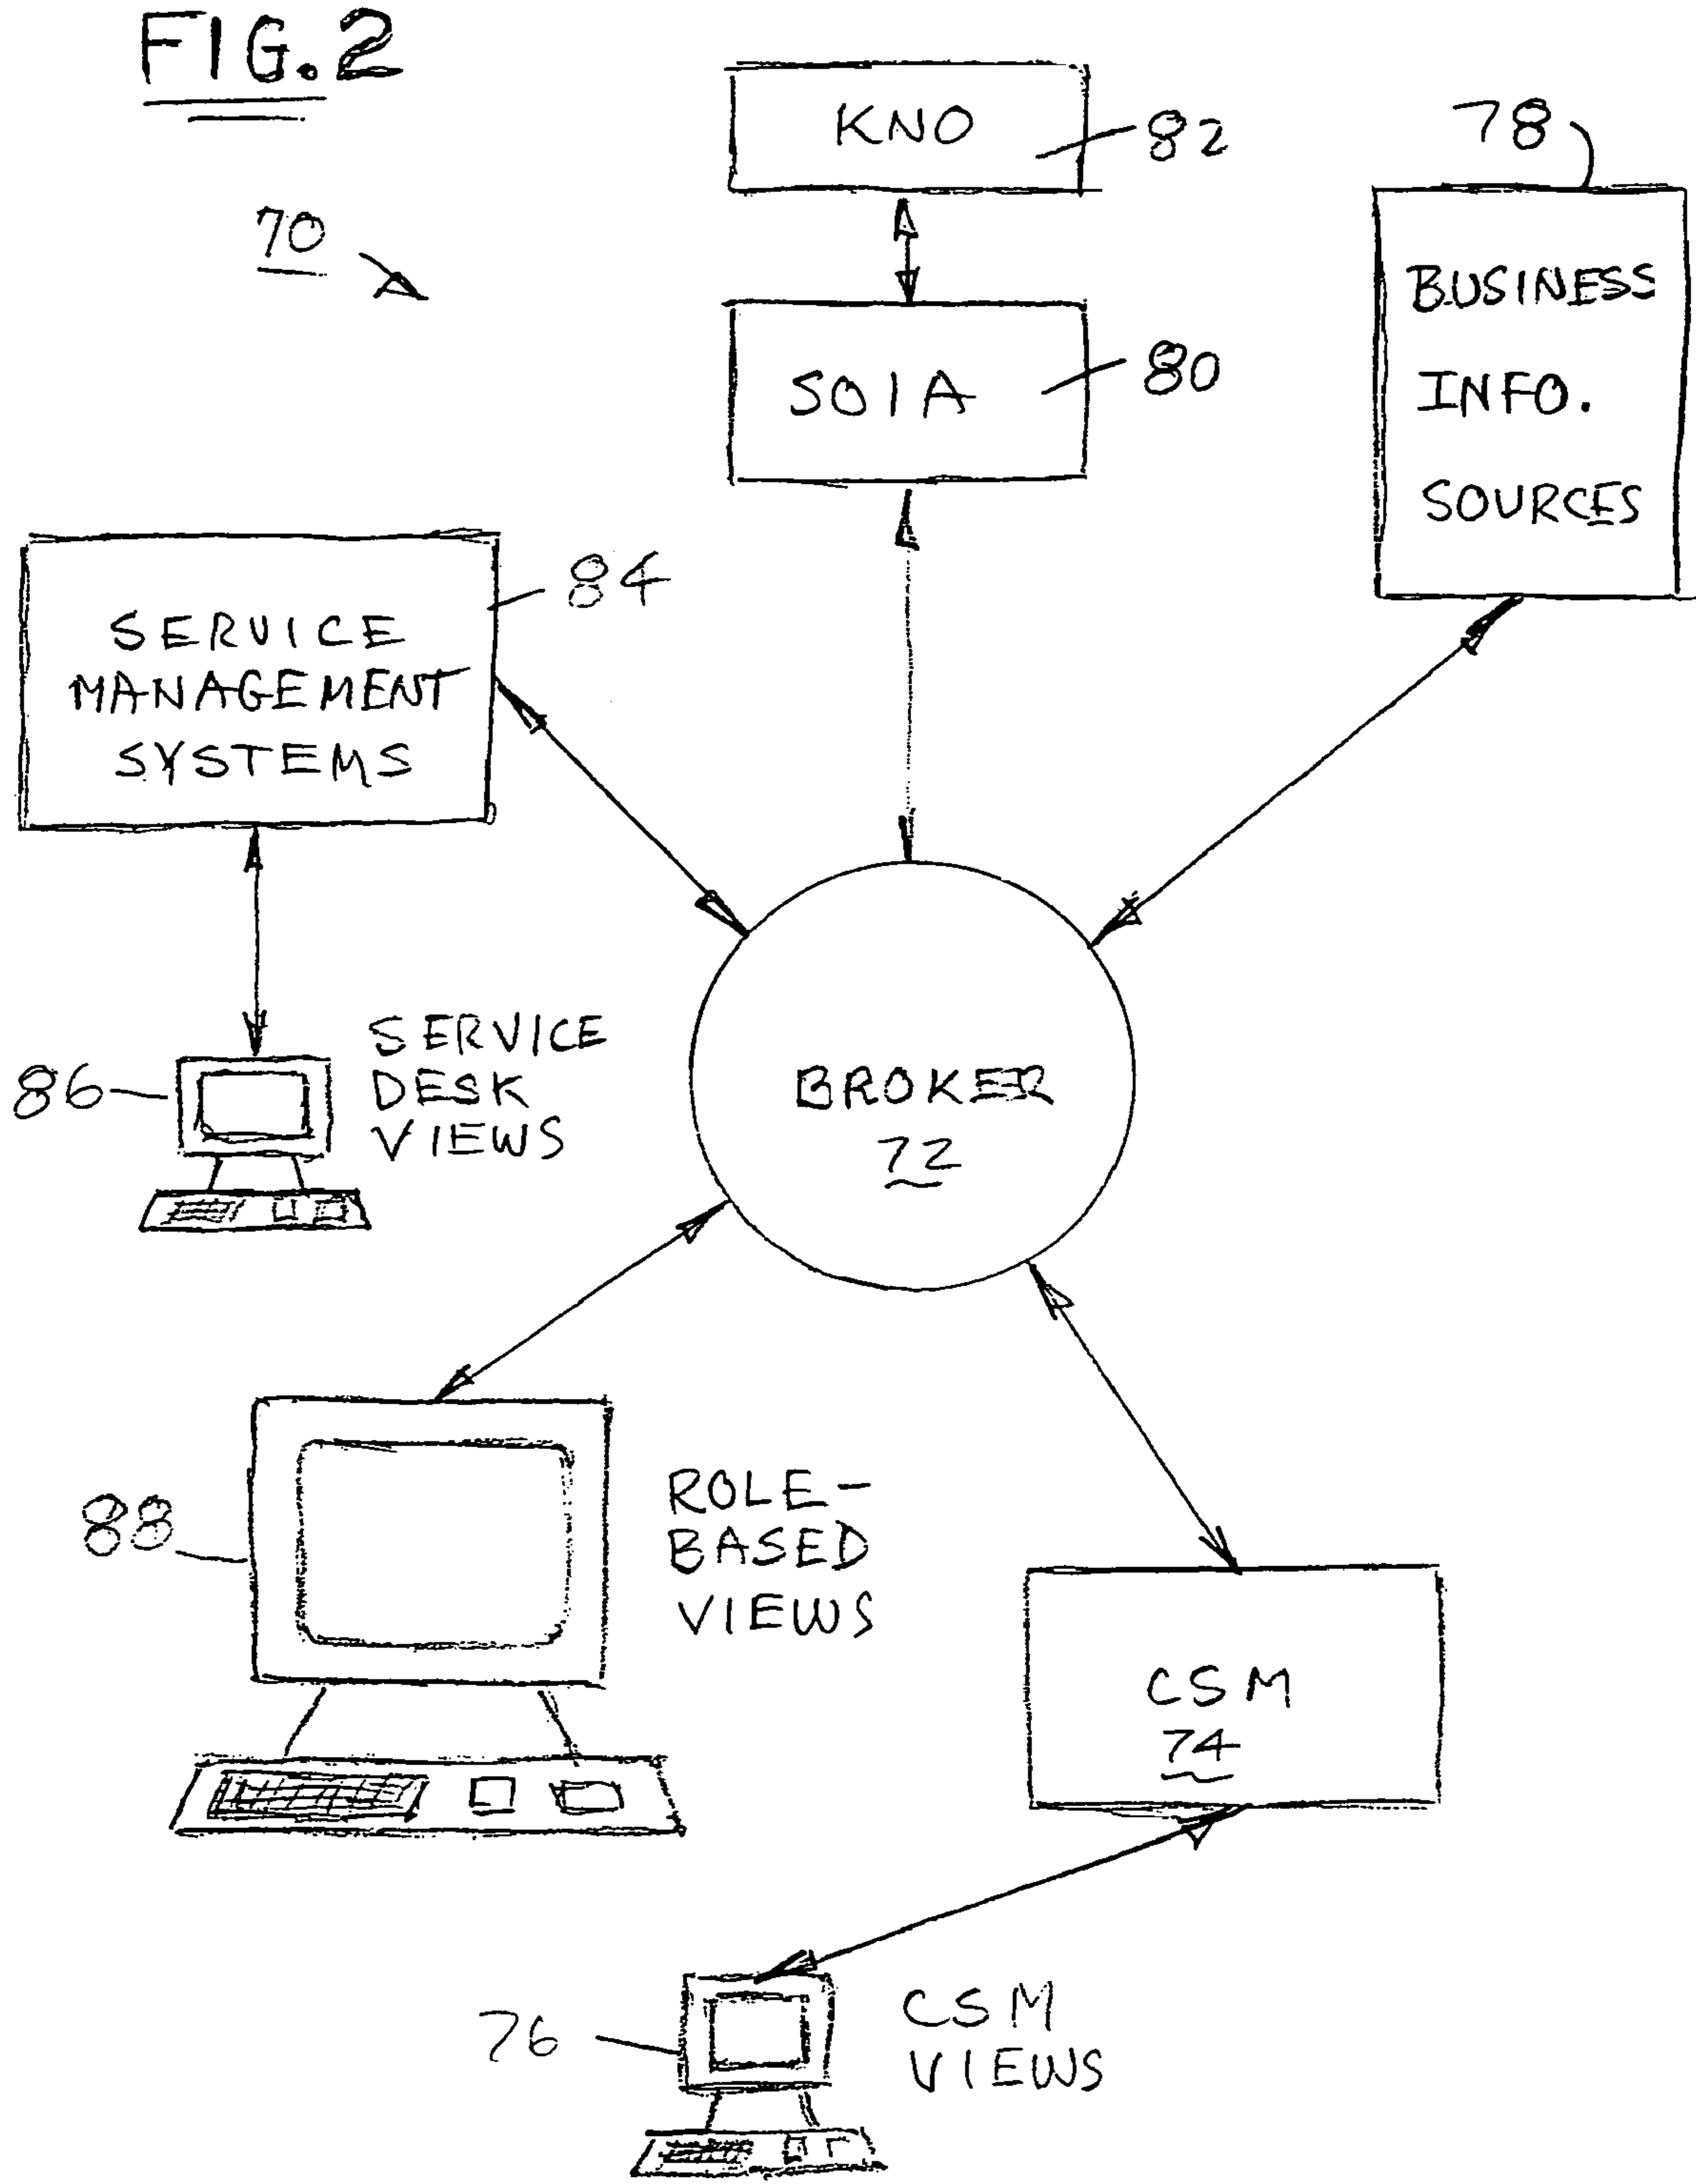 FIG.2
KNO
82
78
70
BUSINESS
INFO.
SOURCES
SOIA
80
84
SERVICE
MANAGEMENT
SYSTEMS
SERVICE
DESK
VIEWS
86
BROKER
72
ROLE-
BASED
VIEWS
88
CSM
74
76
CSM
VIEWS